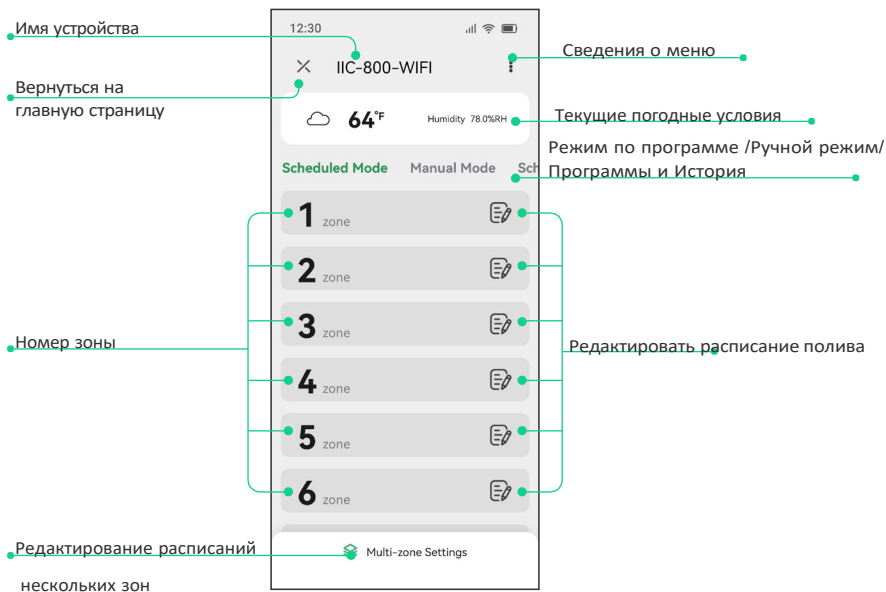 Имя устройства
Вернуться на
главную страницу
Номер зоны
Редактирование расписаний
нескольких зон
12:30
IIC-800-WIFI
64°F
Humidity 78.0%RH
Scheduled Mode Manual Mode Sch
1 zone
2 zone
3 zone
4 zone
5 zone
6 zone
Multi-zone Settings
Сведения о меню
Текущие погодные условия
Режим по программе /Ручной режим/
Программы и История
Редактировать расписание полива